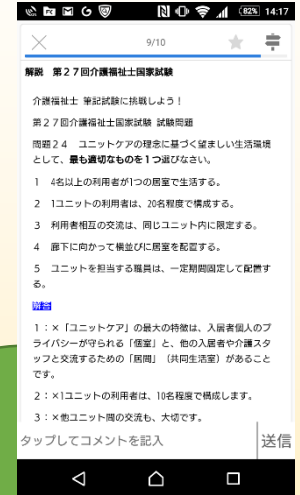 82% 14:17
9/10
解説 第27回介護福祉士国家試験
介護福祉士 筆記試験に挑戦しよう！
第27回介護福祉士国家試験 試験問題
問題24 ユニットケアの理念に基づく望ましい生活環境
として、最も適切なものを1つ選びなさい。
1 4名以上の利用者が1つの居室で生活する。
2 1ユニットの利用者は、20名程度で構成する。
3 利用者相互の交流は、同じユニット内に限定する。
4 廊下に向かって横並びに居室を配置する。
5 ユニットを担当する職員は、一定期間固定して配置す
る。
解答
1：×「ユニットケア」の最大の特徴は、入居者個人のプ
ライバシーが守られる「個室」と、他の入居者や介護スタ
ッフと交流するための「居間」（共同生活室）があること
です。
2：×1ユニットの利用者は、10名程度で構成します。
3：×他ユニット間の交流も、大切です。
タップしてコメントを記入 送信